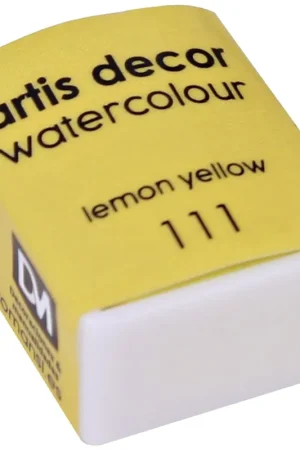 artis decor
watercolour
lemon yellow
111
DM